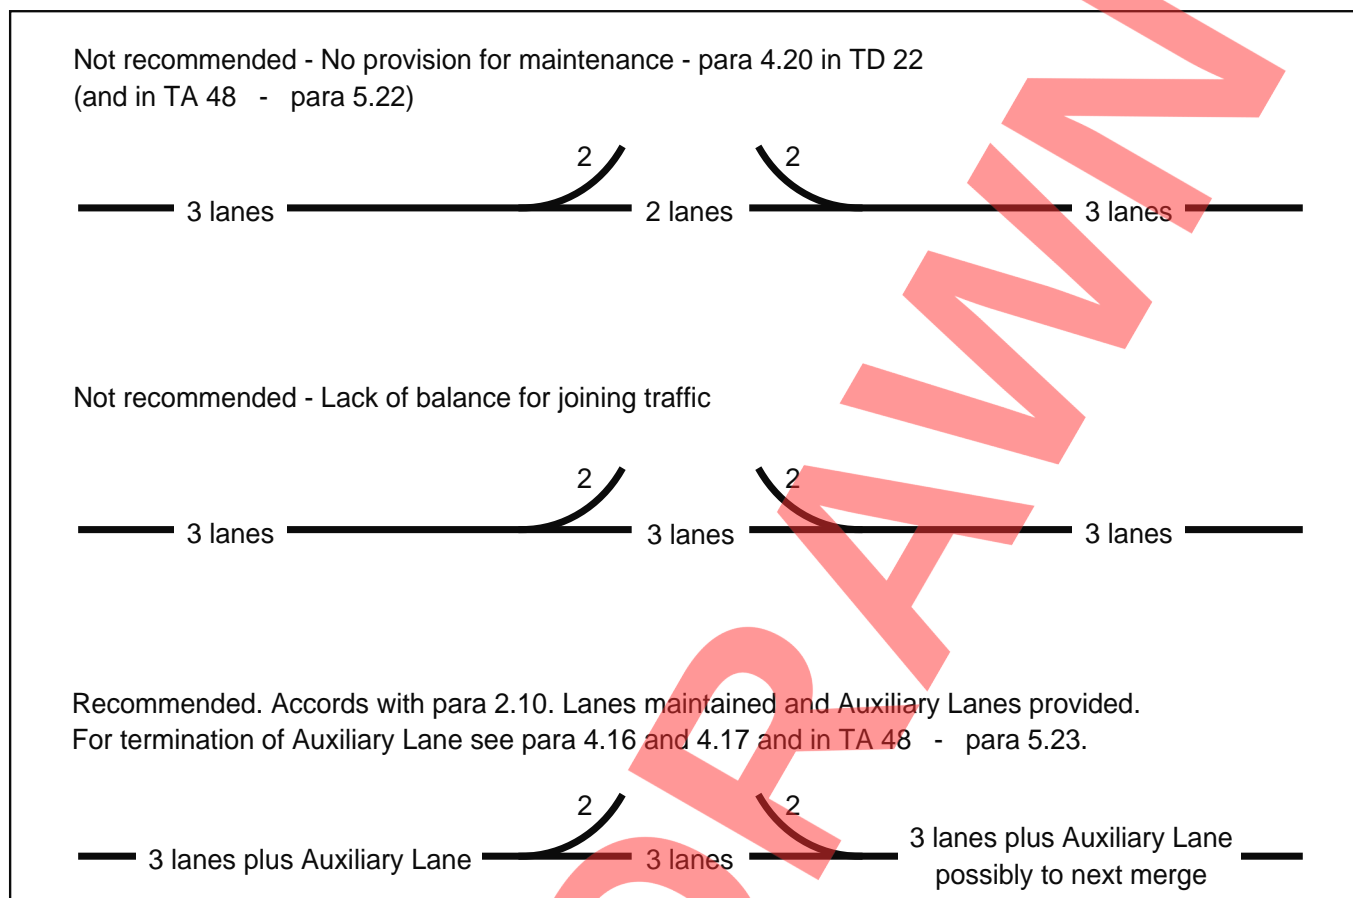 Not recommended - No provision for maintenance - para 4.20 in TD 22
(and in TA 48 - para 5.22)
2 2
3 lanes 2 lanes 3 lanes
Not recommended - Lack of balance for joining traffic
2 2
3 lanes 3 lanes 3 lanes
Recommended. Accords with para 2.10. Lanes maintained and Auxiliary Lanes provided.
For termination of Auxiliary Lane see para 4.16 and 4.17 and in TA 48 - para 5.23.
2 2
3 lanes plus Auxiliary Lane 3 lanes 3 lanes plus Auxiliary Lane
possibly to next merge